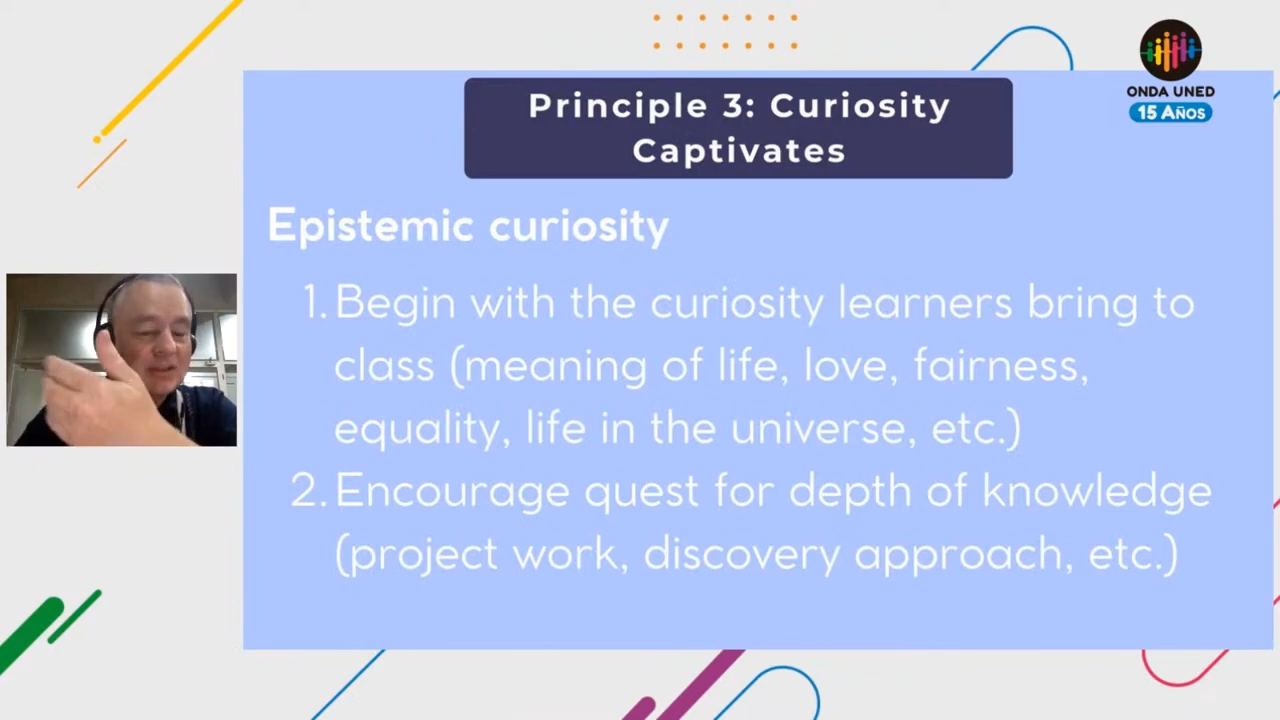 ONDA UNED
15 AÑOS
Principle 3: Curiosity
Captivates
Epistemic curiosity
1. Begin with the curiosity learners bring to
class (meaning of life, love, fairness,
equality, life in the universe, etc.)
2. Encourage quest for depth of knowledge
(project work, discovery approach, etc.)